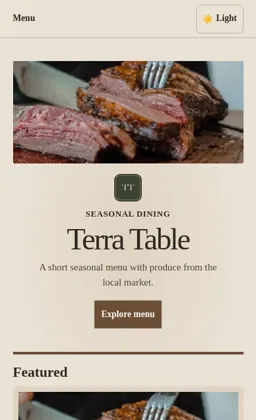 Menu
Light
TT
SEASONAL DINING
Terra Table
A short seasonal menu with produce from the
local market.
Explore menu
Featured